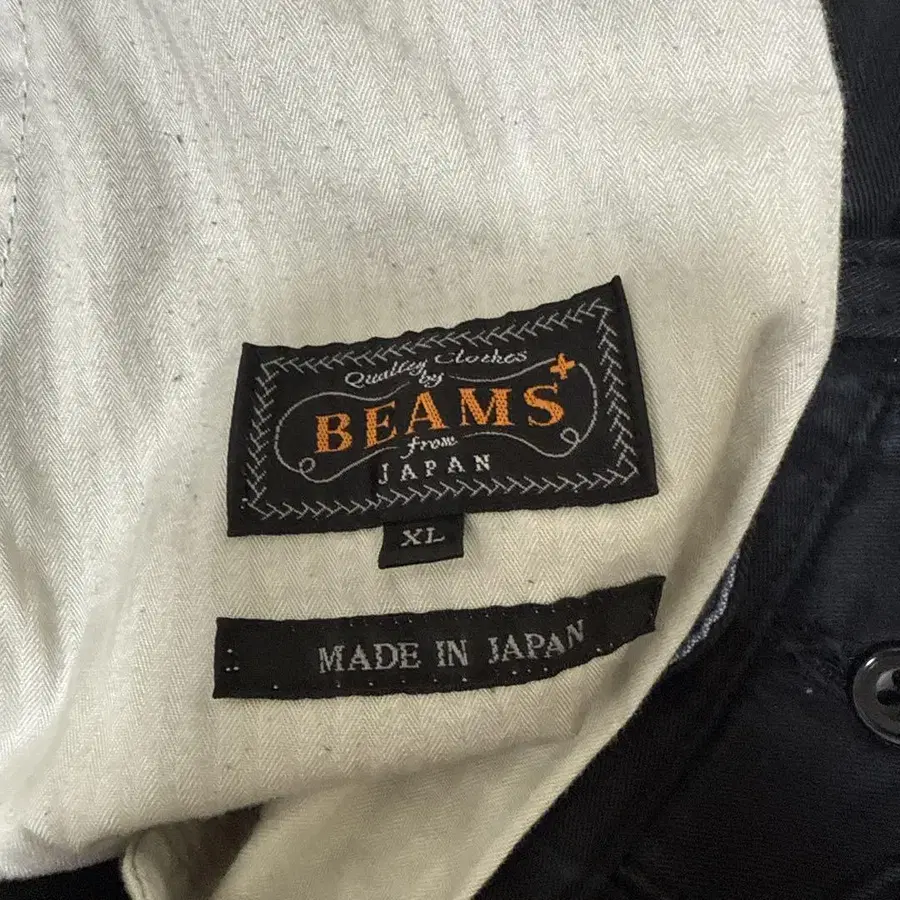 Quality Clothes
by
BEAMS+
from
JAPAN
XL
MADE IN JAPAN